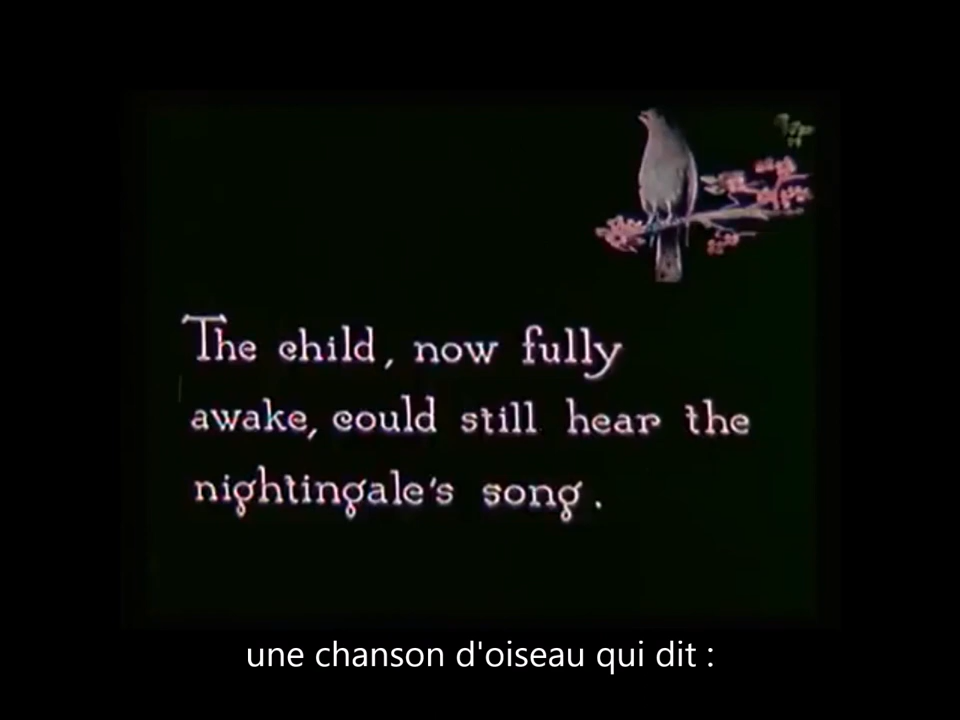 The child, now fully
awake, could still hear the
nightingale's song.
une chanson d'oiseau qui dit :